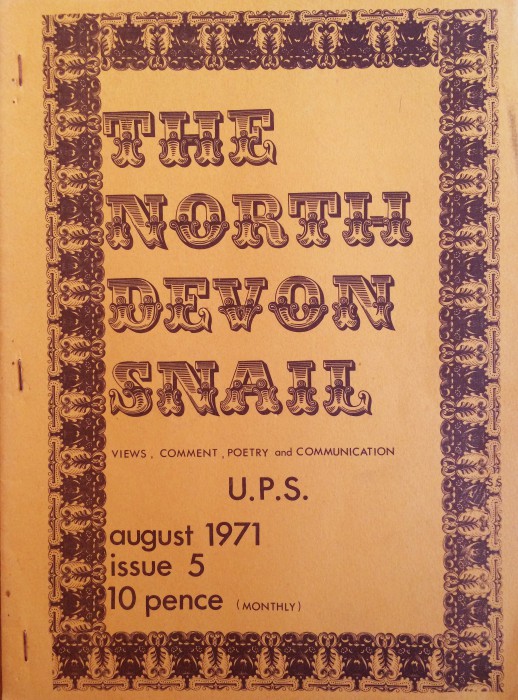 THE
NORTH
DEVON
SNAIL
VIEWS, COMMENT, POETRY and COMMUNICATION
U.P.S.
august 1971
issue 5
10 pence (MONTHLY)